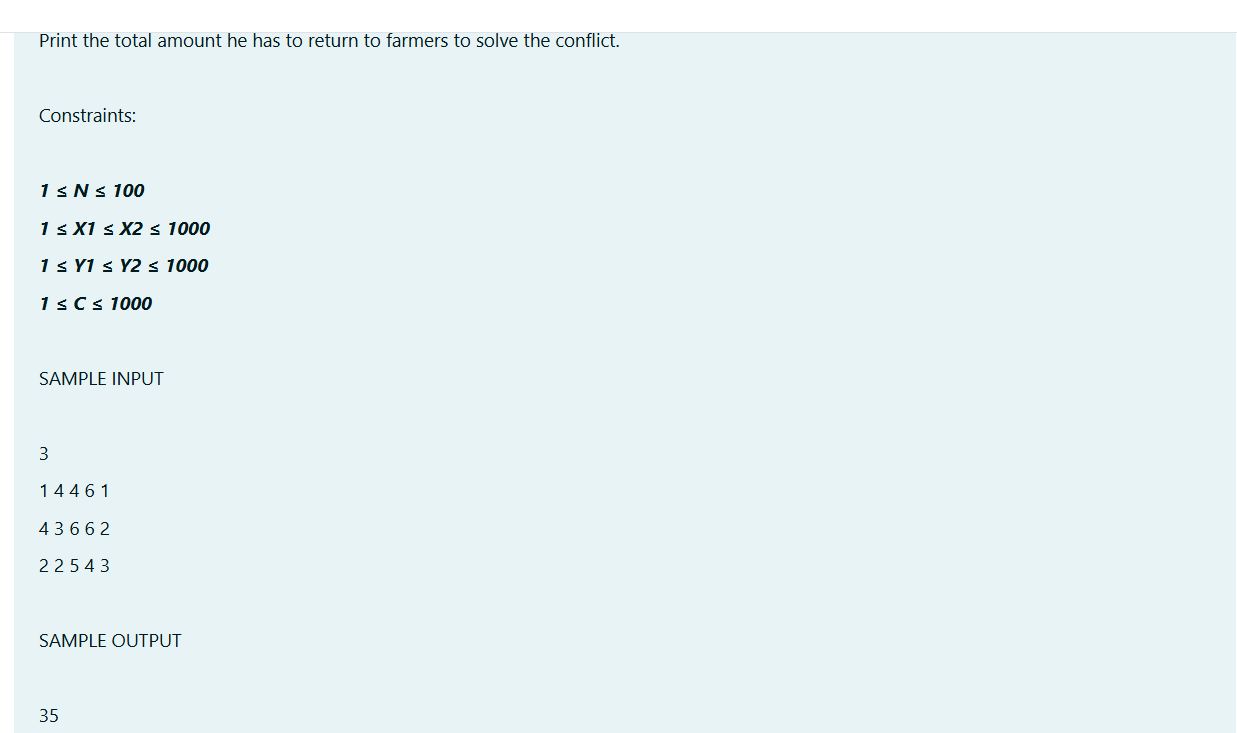 Print the total amount he has to return to farmers to solve the conflict.
Constraints:
1 ≤ N ≤ 100
1 ≤ X1 ≤ X2 ≤ 1000
1 ≤ Y1 ≤ Y2 ≤ 1000
1 ≤ C ≤ 1000
SAMPLE INPUT
3
1 4 4 6 1
4 3 6 6 2
2 2 5 4 3
SAMPLE OUTPUT
35